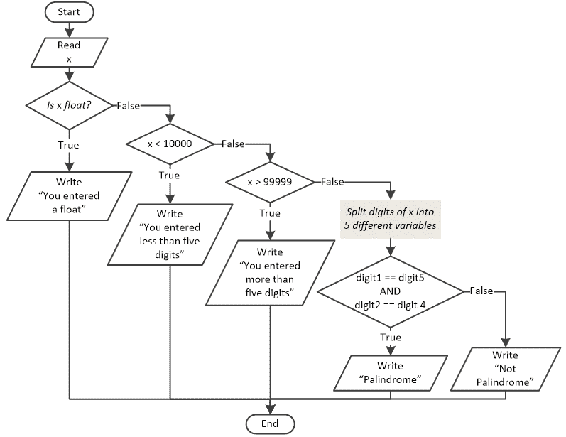 Start
Read
x
Is x float?
False
True
Write
"You entered
a float"
x < 10000
False
True
Write
"You entered
less than five
digits"
x > 99999
False
True
Write
"You entered
more than
five digits"
Split digits of x into
5 different variables
digit1 == digit5
AND
digit2 == digit 4
False
True
Write
"Palindrome"
Write
"Not
Palindrome"
End